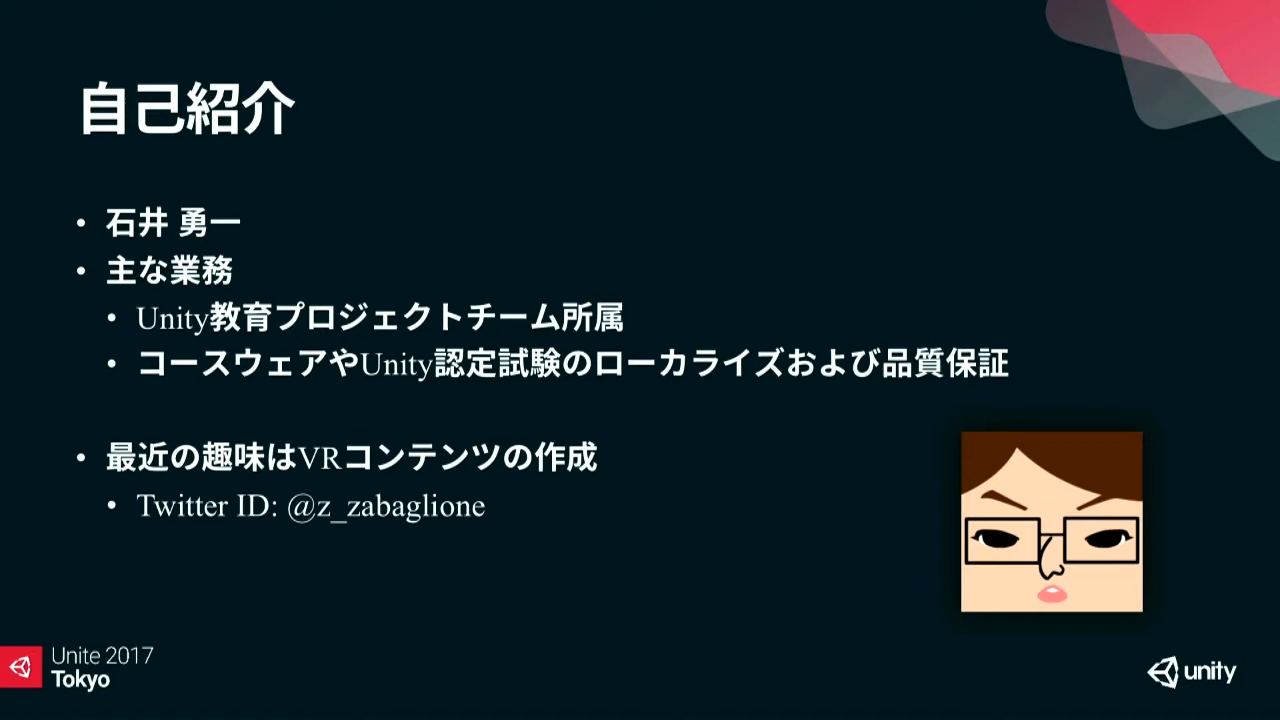 自己紹介
• 石井 勇一
• 主な業務
• Unity教育プロジェクトチーム所属
• コースウェアやUnity認定試験のローカライズおよび品質保証
• 最近の趣味はVRコンテンツの作成
• Twitter ID: @z_zabaglione
Unite 2017
Tokyo
unity